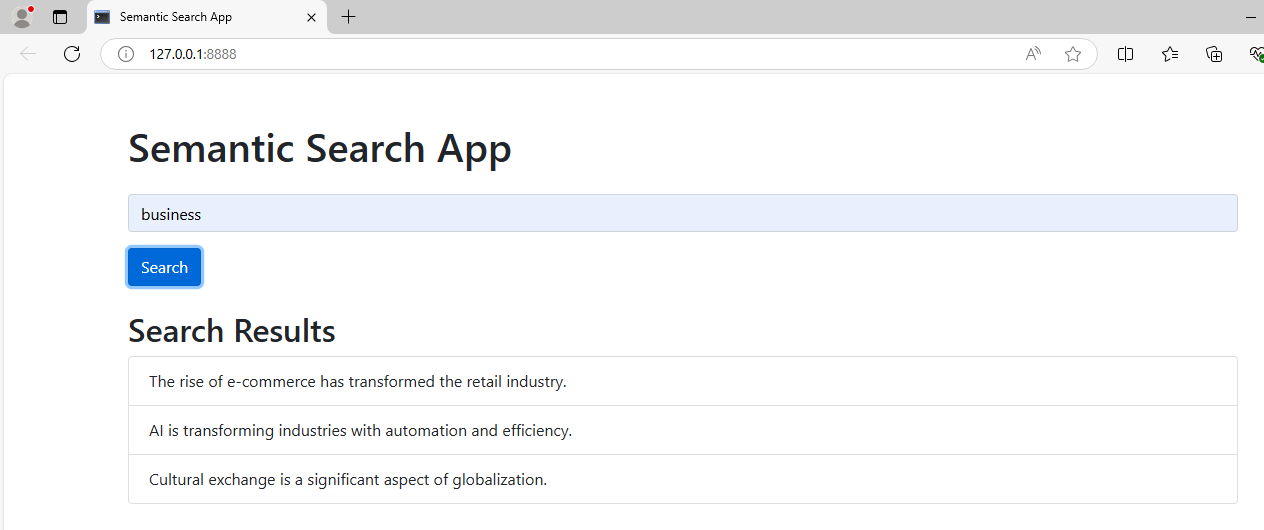 Semantic Search App
127.0.0.1:8888
Semantic Search App
business
Search
Search Results
The rise of e-commerce has transformed the retail industry.
AI is transforming industries with automation and efficiency.
Cultural exchange is a significant aspect of globalization.